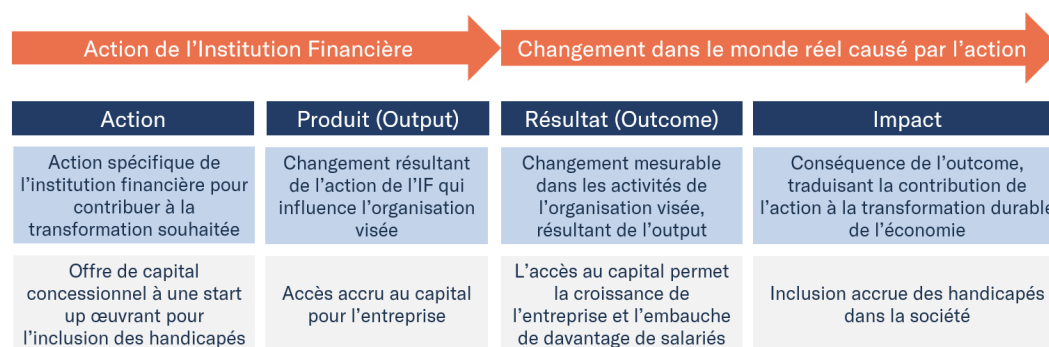 Action de l'Institution Financière
Changement dans le monde réel causé par l'action
Action
Produit (Output)
Résultat (Outcome)
Impact
Action spécifique de
l'institution financière pour
contribuer à la
transformation souhaitée
Changement résultant
de l'action de l'IF qui
influence l'organisation
visée
Changement mesurable
dans les activités de
l'organisation visée,
résultant de l'output
Conséquence de l'outcome,
traduisant la contribution de
l'action à la transformation durable
de l'économie
Offre de capital
concessionnel à une start
up œuvrant pour
l'inclusion des handicapés
Accès accru au capital
pour l'entreprise
L'accès au capital permet
la croissance de
l'entreprise et l'embauche
de davantage de salariés
Inclusion accrue des handicapés
dans la société